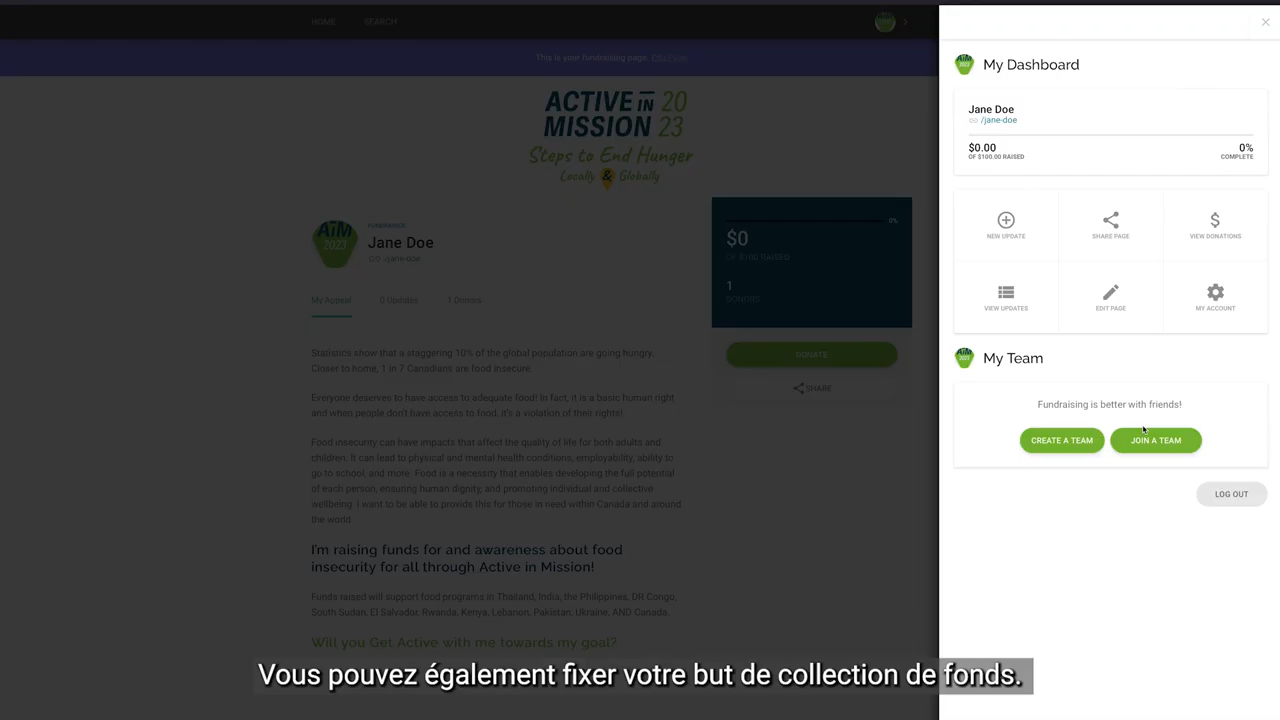 HOME
SEARCH
This is your fundraising page.
ACTIVE IN 20
MISSION 23
Steps to End Hunger
Locally & Globally
AIM
2023
FUNDRAISER
Jane Doe
/jane-doe
My Appeal
0 Updates
1 Donors
Statistics show that a staggering 10% of the global population are going hungry.
Closer to home, 1 in 7 Canadians are food insecure.
Everyone deserves to have access to adequate food! In fact, it is a basic human right
and when people don't have access to food, it's a violation of their rights!
Food insecurity can have impacts that affect the quality of life for both adults and
children. It can lead to physical and mental health conditions, employability, ability to
go to school, and more. Food is a necessity that enables developing the full potential
of each person, ensuring human dignity, and promoting individual and collective
wellbeing. I want to be able to provide this for those in need within Canada and around
the world.
I'm raising funds for and awareness about food
insecurity for all through Active in Mission!
Funds raised will support food programs in Thailand, India, the Philippines, DR Congo,
South Sudan, El Salvador, Rwanda, Kenya, Lebanon, Pakistan, Ukraine, AND Canada.
Will you Get Active with me towards my goal?
0%
$0
OF $100 RAISED
1
DONORS
DONATE
SHARE
AIM
2023
My Dashboard
Jane Doe
/jane-doe
$0.00
OF $100.00 RAISED
0%
COMPLETE
NEW UPDATE
SHARE PAGE
VIEW DONATIONS
VIEW UPDATES
EDIT PAGE
MY ACCOUNT
AIM
2023
My Team
Fundraising is better with friends!
CREATE A TEAM
JOIN A TEAM
LOG OUT
Vous pouvez également fixer votre but de collection de fonds.